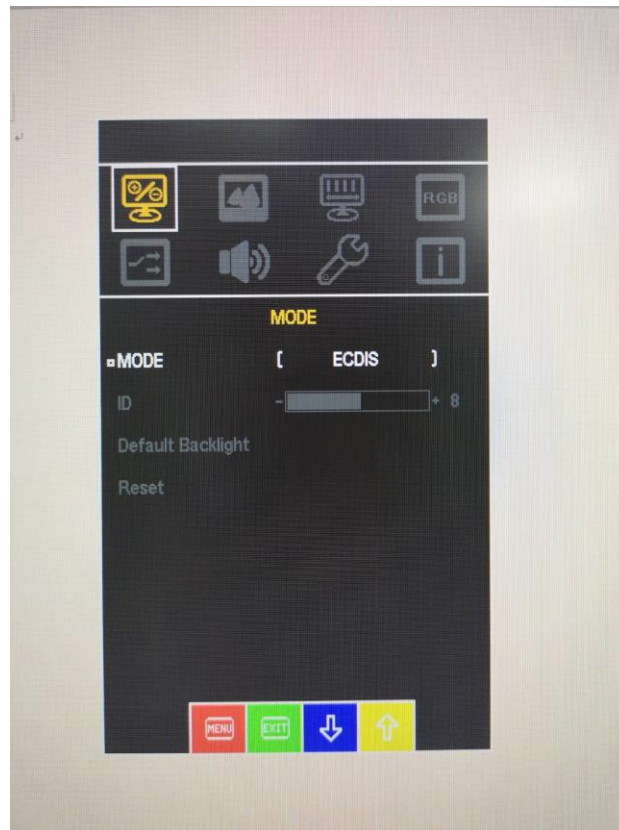 RGB
i
MODE
MODE [ ECDIS ]
ID - + 8
Default Backlight
Reset
MENU EXIT